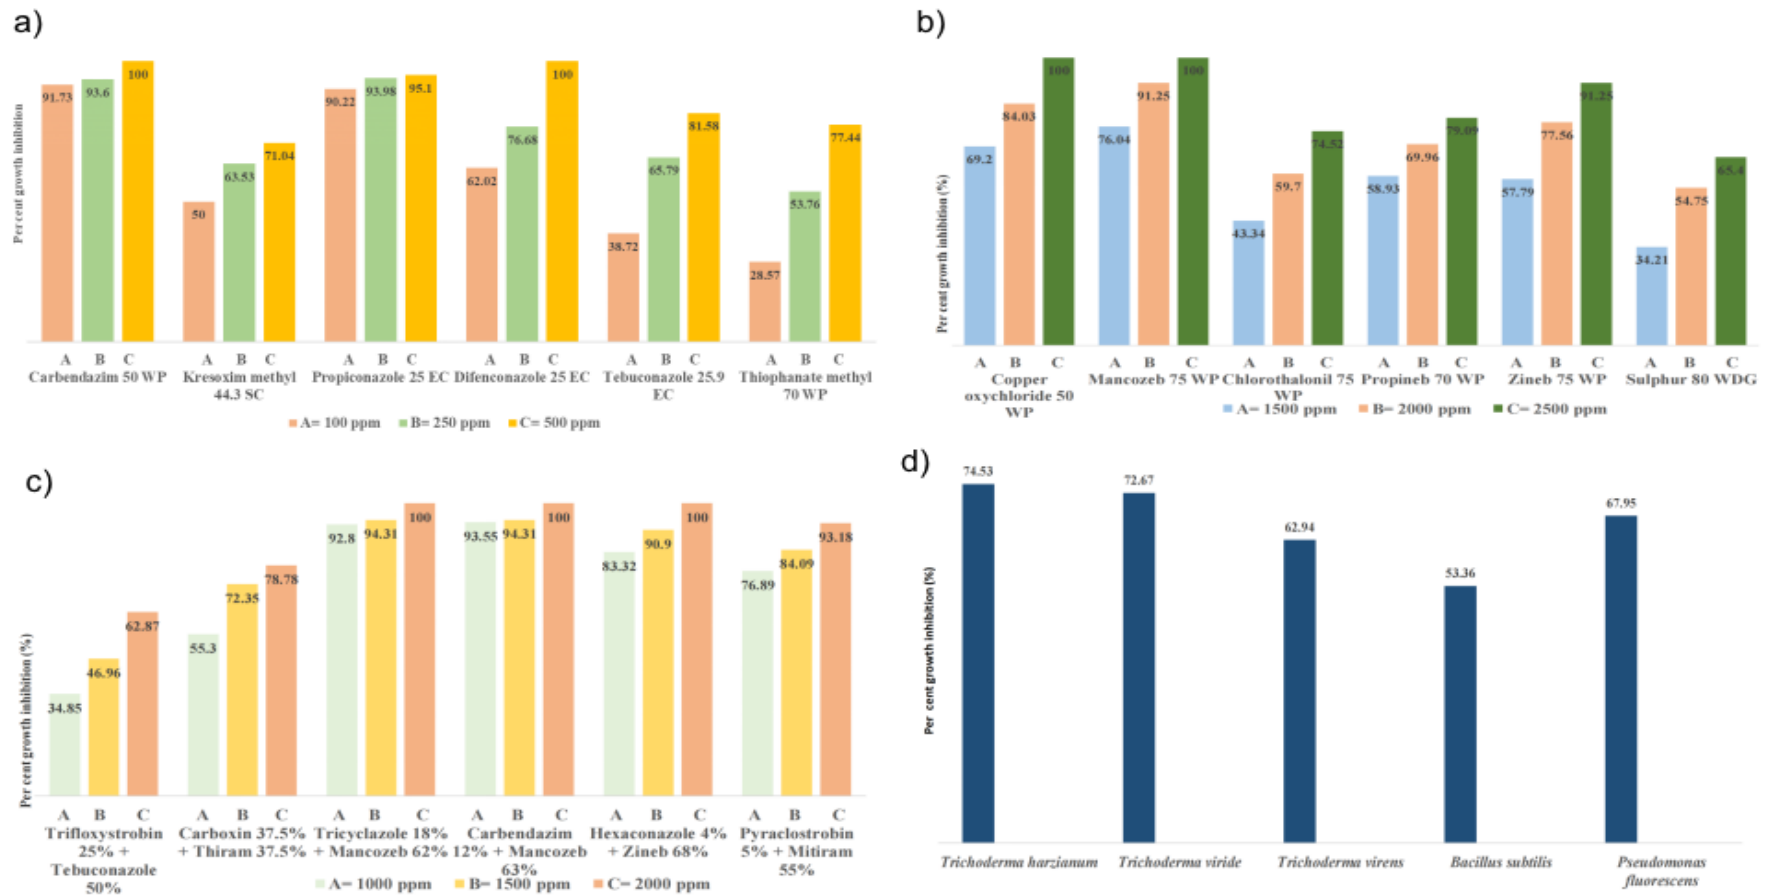 a)
Per cent growth inhibition
91.73
93.6
100
50
63.53
71.04
90.22
93.98
95.1
62.02
76.68
100
38.72
65.79
81.58
28.57
53.76
77.44
A B C A B C A B C A B C A B C A B C
Carbendazim 50 WP
Kresoxim methyl
44.3 SC
Propiconazole 25 EC
Difenconazole 25 EC
Tebuconazole 25.9
EC
Thiophanate methyl
70 WP
A= 100 ppm B= 250 ppm C= 500 ppm
b)
Per cent growth inhibition (%)
69.2
84.03
100
76.04
91.25
100
43.34
59.7
74.52
58.93
69.96
79.09
57.79
77.56
91.25
34.21
54.75
65.4
A B C A B C A B C A B C A B C A B C
Copper
oxychloride 50
WP
Mancozeb 75 WP
Chlorothalonil 75
WP
Propineb 70 WP
Zineb 75 WP
Sulphur 80 WDG
A= 1500 ppm B= 2000 ppm C= 2500 ppm
c)
Per cent growth inhibition (%)
34.85
46.96
62.87
55.3
72.35
78.78
92.8
94.31
100
93.55
94.31
100
83.32
90.9
100
76.89
84.09
93.18
A B C A B C A B C A B C A B C A B C
Trifloxystrobin
25% +
Tebuconazole
50%
Carboxin 37.5%
+ Thiram 37.5%
Tricyclazole 18%
+ Mancozeb 62%
Carbendazim
12% + Mancozeb
63%
Hexaconazole 4%
+ Zineb 68%
Pyraclostrobin
5% + Mitiram
55%
A= 1000 ppm B= 1500 ppm C= 2000 ppm
d)
Per cent growth inhibition (%)
74.53
72.67
62.94
53.36
67.95
Trichoderma harzianum
Trichoderma viride
Trichoderma virens
Bacillus subtilis
Pseudomonas
fluorescens